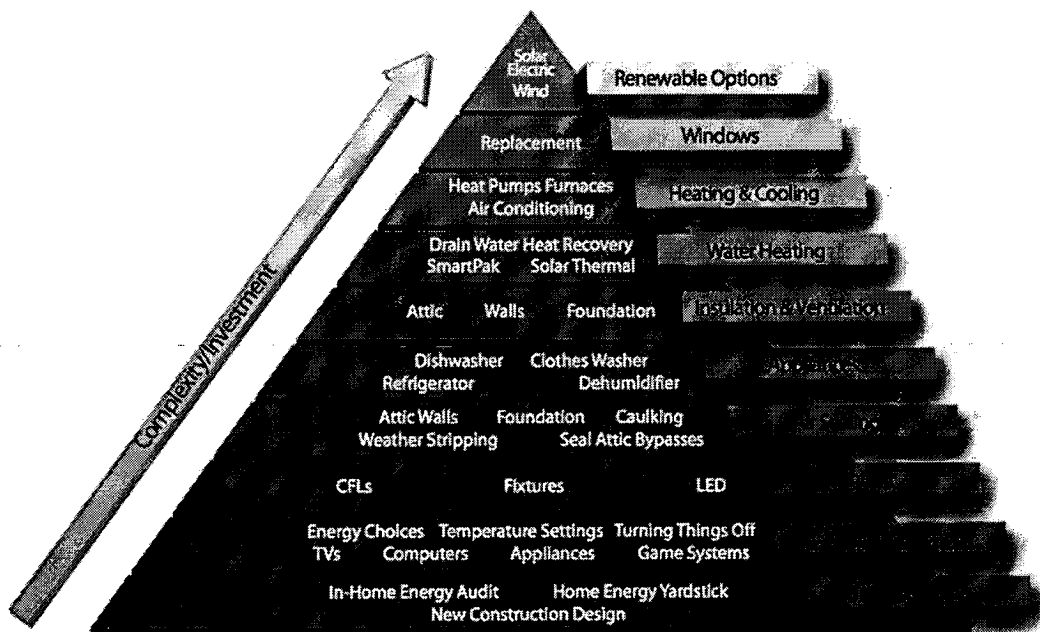 Solar
Electric
Wind
Renewable Options
Replacement
Windows
Heat Pumps Furnaces
Air Conditioning
Heating & Cooling
Drain Water Heat Recovery
SmartPak Solar Thermal
Water Heating
Attic Walls Foundation
Insulation & Ventilation
Dishwasher Clothes Washer
Refrigerator Dehumidifier
Appliances
Attic Walls Foundation Caulking
Weather Stripping Seal Attic Bypasses
CFLs Fixtures LED
Energy Choices Temperature Settings Turning Things Off
TVs Computers Appliances Game Systems
In-Home Energy Audit Home Energy Yardstick
New Construction Design
Complexity/Investment